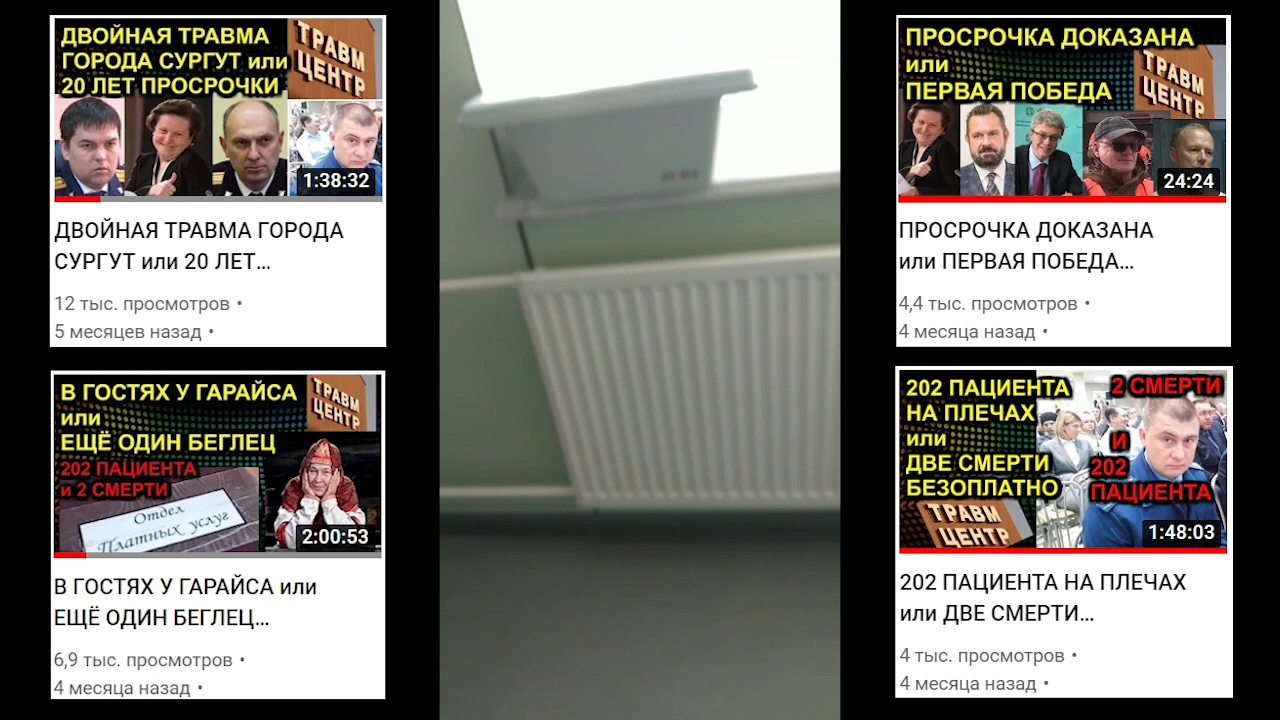 ДВОЙНАЯ ТРАВМА
ГОРОДА СУРГУТ или
20 ЛЕТ ПРОСРОЧКИ
ТРАВМ
ЦЕНТР
1:38:32
ДВОЙНАЯ ТРАВМА ГОРОДА
СУРГУТ или 20 ЛЕТ...
12 тыс. просмотров •
5 месяцев назад •
В ГОСТЯХ У ГАРАЙСА
или
ЕЩЁ ОДИН БЕГЛЕЦ
202 ПАЦИЕНТА
и 2 СМЕРТИ
ТРАВМ
ЦЕНТР
Отдел
Платных услуг
2:00:53
В ГОСТЯХ У ГАРАЙСА или
ЕЩЁ ОДИН БЕГЛЕЦ...
6,9 тыс. просмотров •
4 месяца назад •
ПРОСРОЧКА ДОКАЗАНА
или
ПЕРВАЯ ПОБЕДА
ТРАВМ
ЦЕНТР
24:24
ПРОСРОЧКА ДОКАЗАНА
или ПЕРВАЯ ПОБЕДА...
4,4 тыс. просмотров •
4 месяца назад •
202 ПАЦИЕНТА
НА ПЛЕЧАХ
или
ДВЕ СМЕРТИ
БЕЗОПЛАТНО
2 СМЕРТИ
И
202
ПАЦИЕНТА
ТРАВМ
ЦЕНТР
1:48:03
202 ПАЦИЕНТА НА ПЛЕЧАХ
или ДВЕ СМЕРТИ...
4 тыс. просмотров •
4 месяца назад •